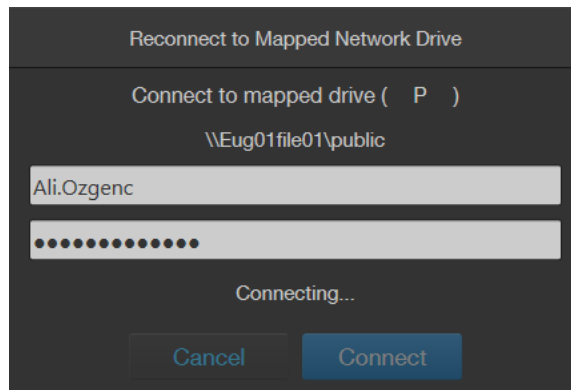 Reconnect to Mapped Network Drive
Connect to mapped drive ( P )
\\Eug01file01\public
Ali.Ozgenc
●●●●●●●●●●●●●
Connecting...
Cancel Connect